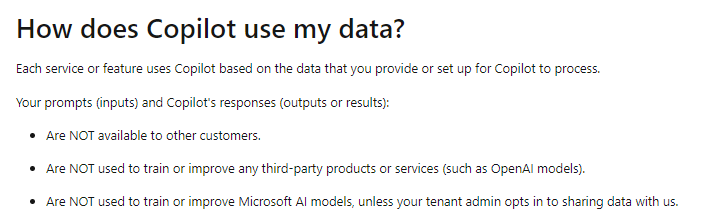 How does Copilot use my data?
Each service or feature uses Copilot based on the data that you provide or set up for Copilot to process.
Your prompts (inputs) and Copilot's responses (outputs or results):
• Are NOT available to other customers.
• Are NOT used to train or improve any third-party products or services (such as OpenAI models).
• Are NOT used to train or improve Microsoft AI models, unless your tenant admin opts in to sharing data with us.